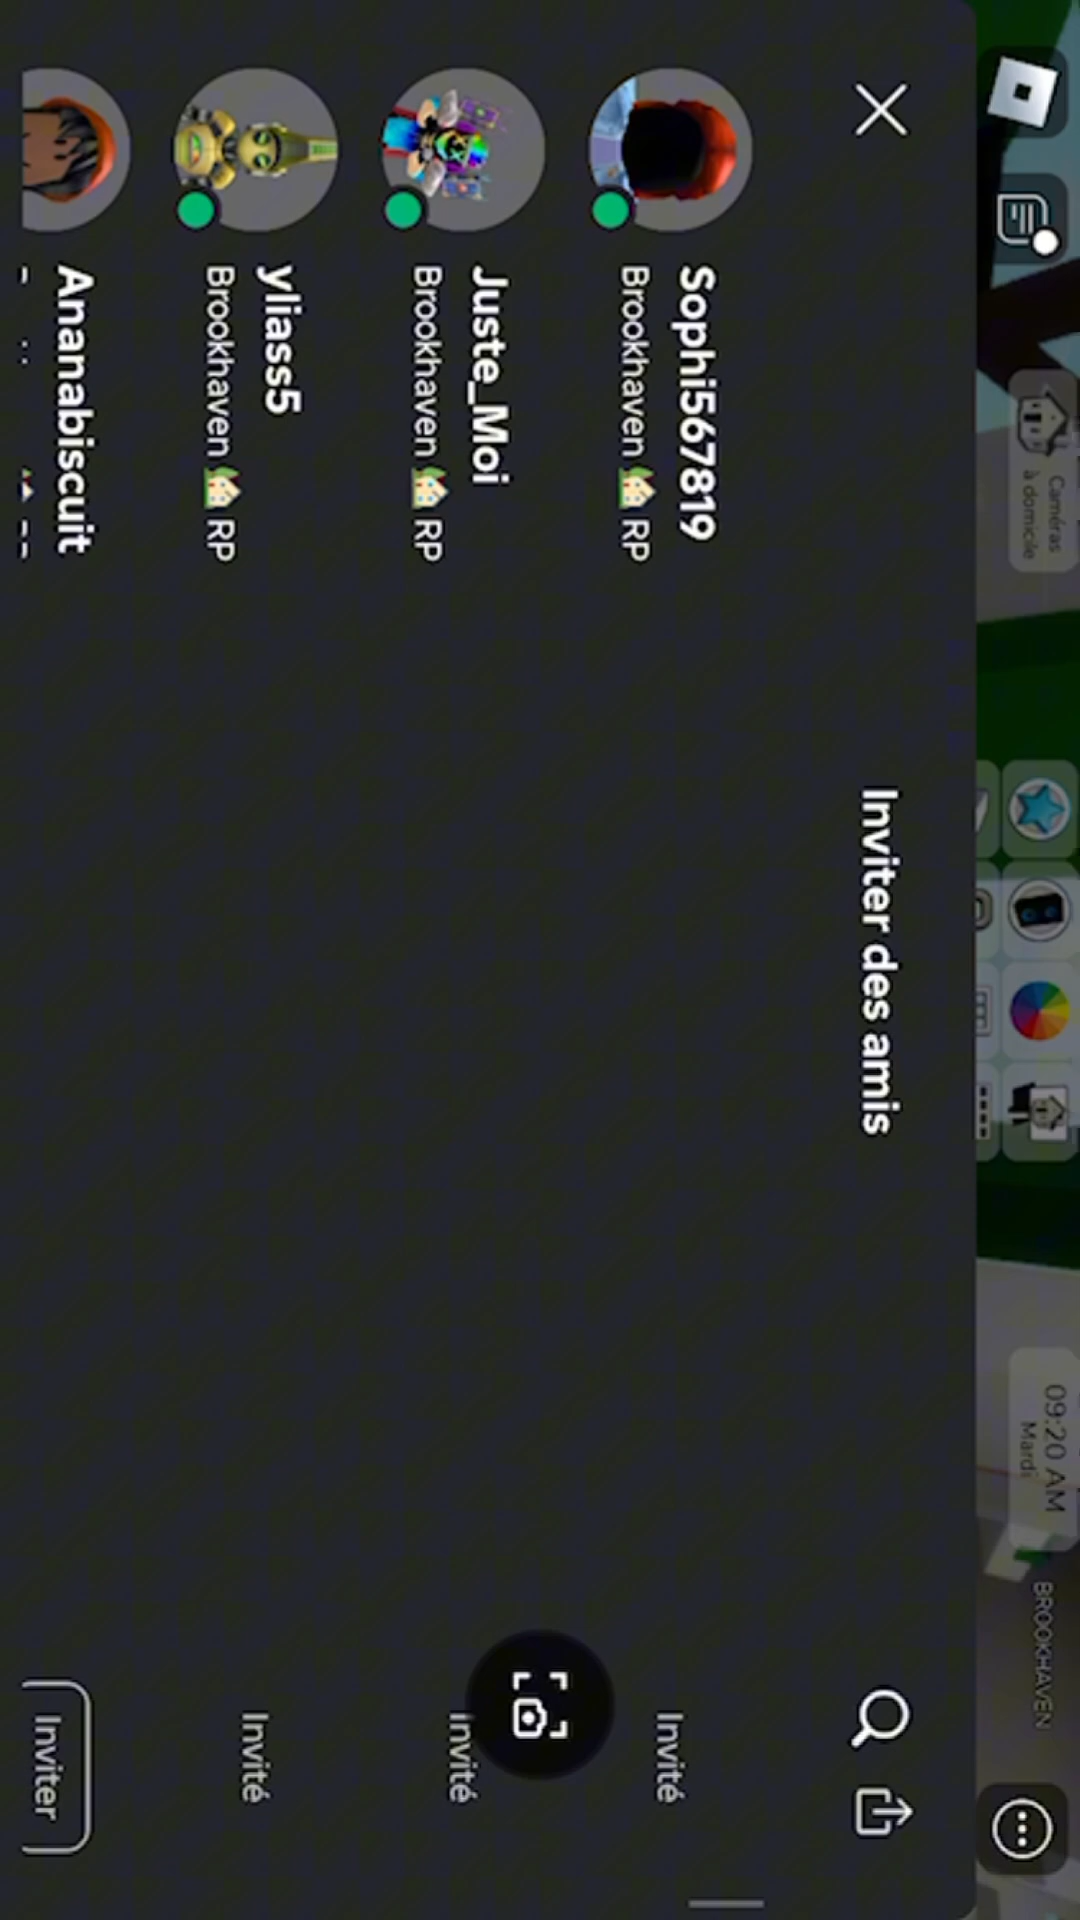 Caméras
à domicile
09:20 AM
Mardi
BROOKHAVEN
Inviter des amis
Sophi567819
Brookhaven🏡RP
Invité
Juste_Moi
Brookhaven🏡RP
Invité
yliass5
Brookhaven🏡RP
Invité
Ananabiscuit
Inviter